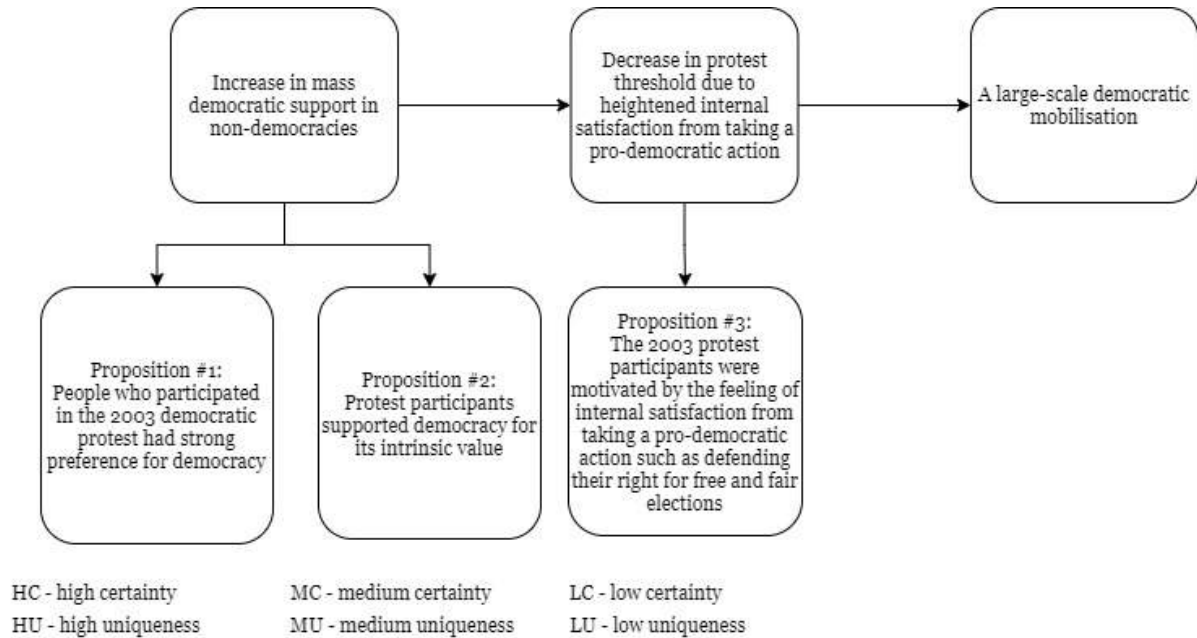 Increase in mass
democratic support in
non-democracies
Decrease in protest
threshold due to
heightened internal
satisfaction from taking a
pro-democratic action
A large-scale democratic
mobilisation
Proposition #1:
People who participated
in the 2003 democratic
protest had strong
preference for democracy
Proposition #2:
Protest participants
supported democracy for
its intrinsic value
Proposition #3:
The 2003 protest
participants were
motivated by the feeling of
internal satisfaction from
taking a pro-democratic
action such as defending
their right for free and fair
elections
HC - high certainty
MC - medium certainty
LC - low certainty
HU - high uniqueness
MU - medium uniqueness
LU - low uniqueness